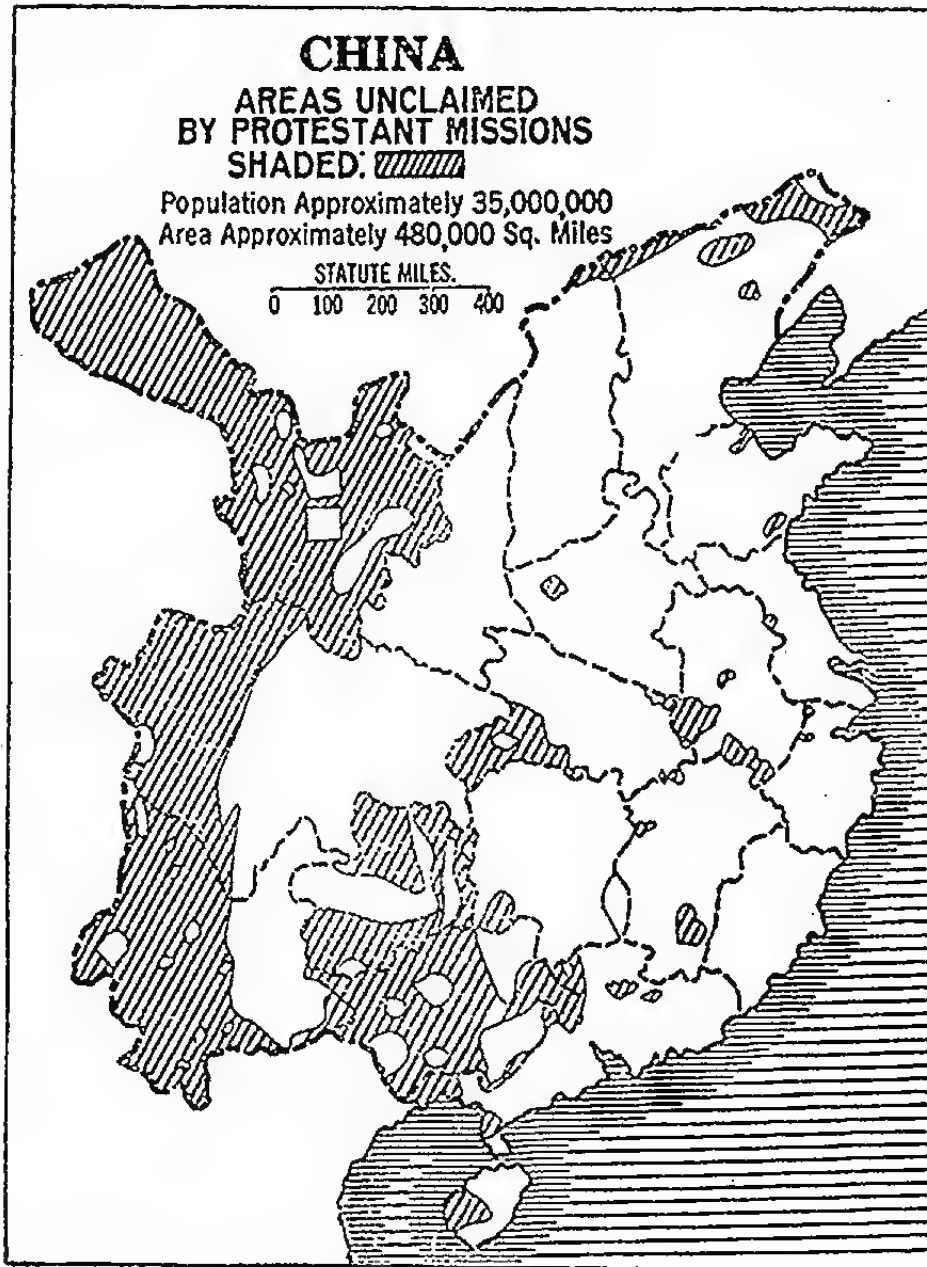 CHINA
AREAS UNCLAIMED
BY PROTESTANT MISSIONS
SHADED:
Population Approximately 35,000,000
Area Approximately 480,000 Sq. Miles
STATUTE MILES.
0 100 200 300 400